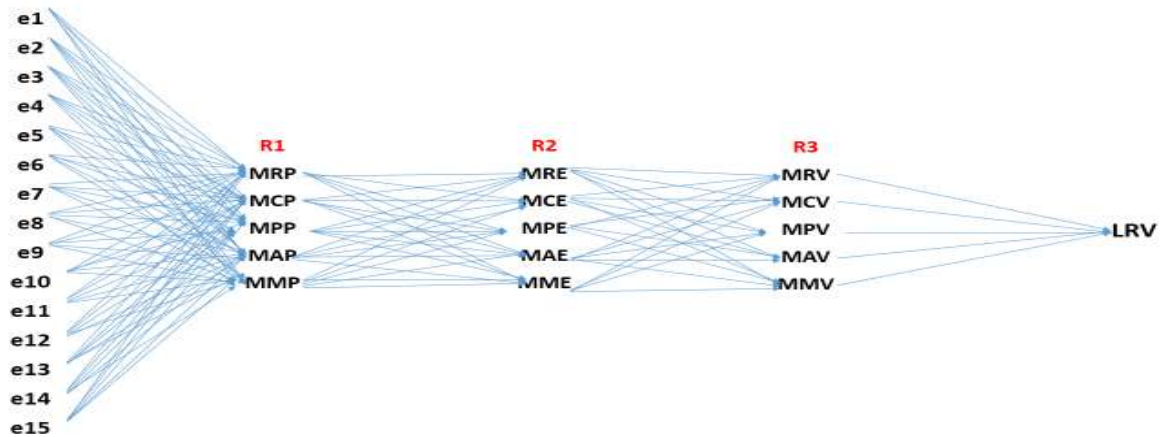 e1
e2
e3
e4
e5
e6
e7
e8
e9
e10
e11
e12
e13
e14
e15
R1
MRP
MCP
MPP
MAP
MMP
R2
MRE
MCE
MPE
MAE
MME
R3
MRV
MCV
MPV
MAV
MMV
LRV